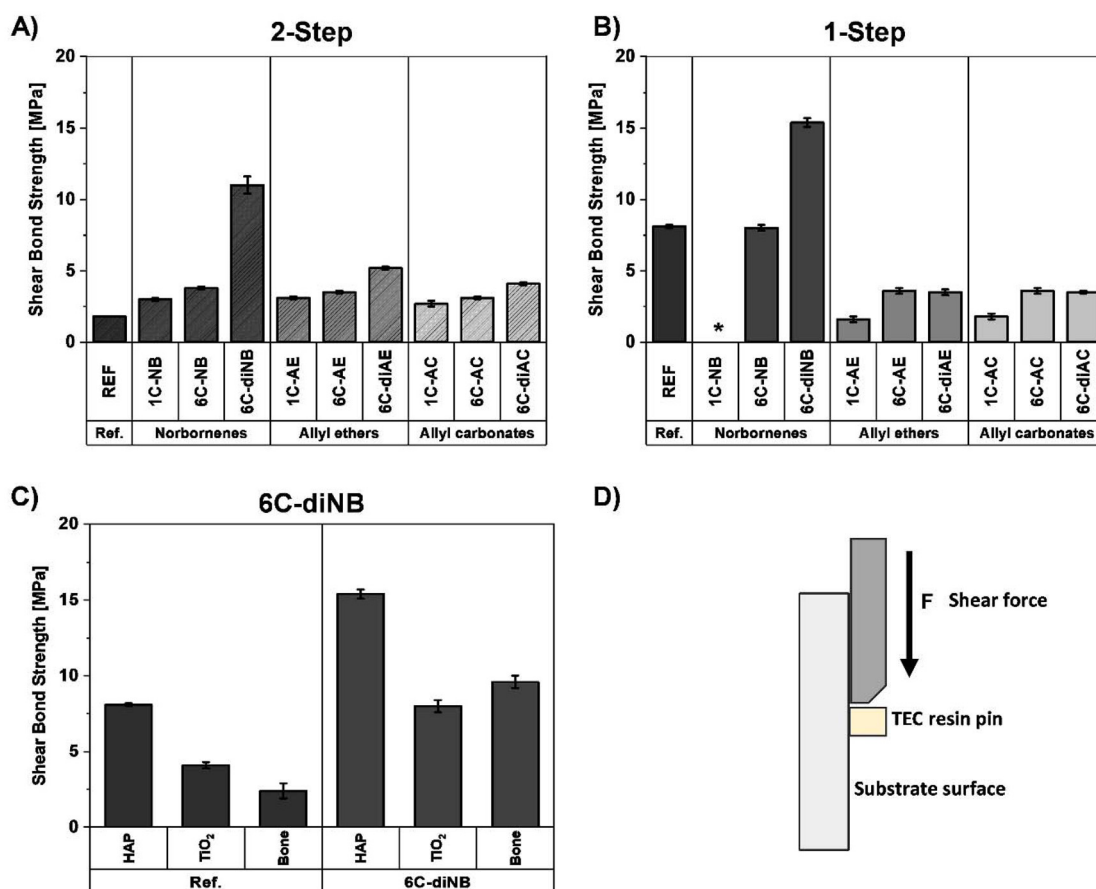 A)
2-Step
Shear Bond Strength [MPa]
20
15
10
5
0
REF
1C-NB
6C-NB
6C-diNB
1C-AE
6C-AE
6C-diAE
1C-AC
6C-AC
6C-diAC
Ref.
Norbornenes
Allyl ethers
Allyl carbonates
B)
1-Step
Shear Bond Strength [MPa]
20
15
10
5
0
*
REF
1C-NB
6C-NB
6C-diNB
1C-AE
6C-AE
6C-diAE
1C-AC
6C-AC
6C-diAC
Ref.
Norbornenes
Allyl ethers
Allyl carbonates
C)
6C-diNB
Shear Bond Strength [MPa]
20
15
10
5
0
HAP
TiO₂
Bone
HAP
TiO₂
Bone
Ref.
6C-diNB
D)
F Shear force
TEC resin pin
Substrate surface